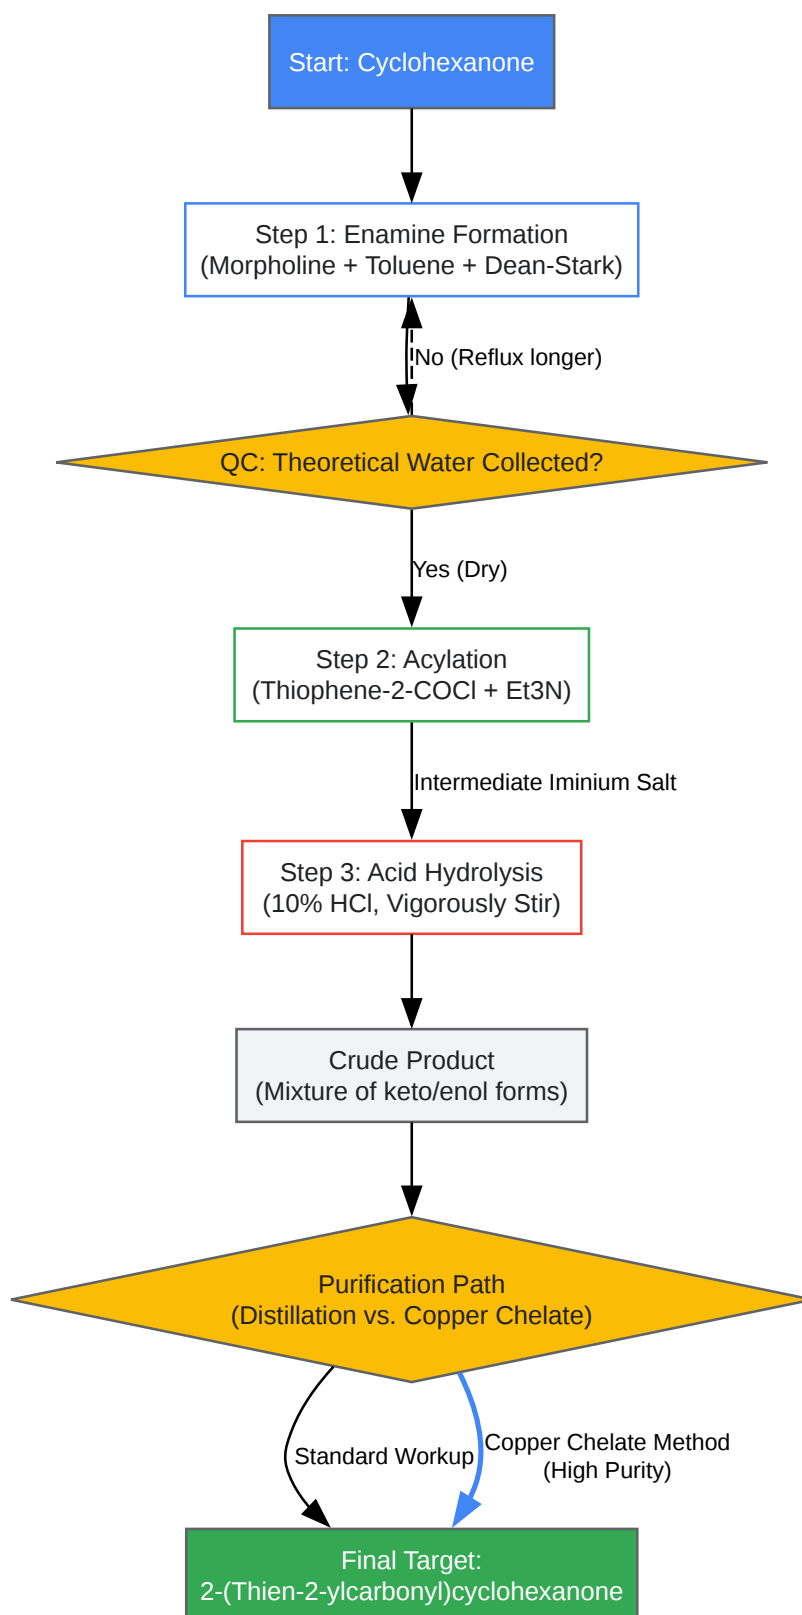 Start: Cyclohexanone
Step 1: Enamine Formation
(Morpholine + Toluene + Dean-Stark)
No (Reflux longer)
QC: Theoretical Water Collected?
Yes (Dry)
Step 2: Acylation
(Thiophene-2-COCl + Et3N)
Intermediate Iminium Salt
Step 3: Acid Hydrolysis
(10% HCl, Vigorously Stir)
Crude Product
(Mixture of keto/enol forms)
Purification Path
(Distillation vs. Copper Chelate)
Standard Workup
Copper Chelate Method
(High Purity)
Final Target:
2-(Thien-2-ylcarbonyl)cyclohexanone